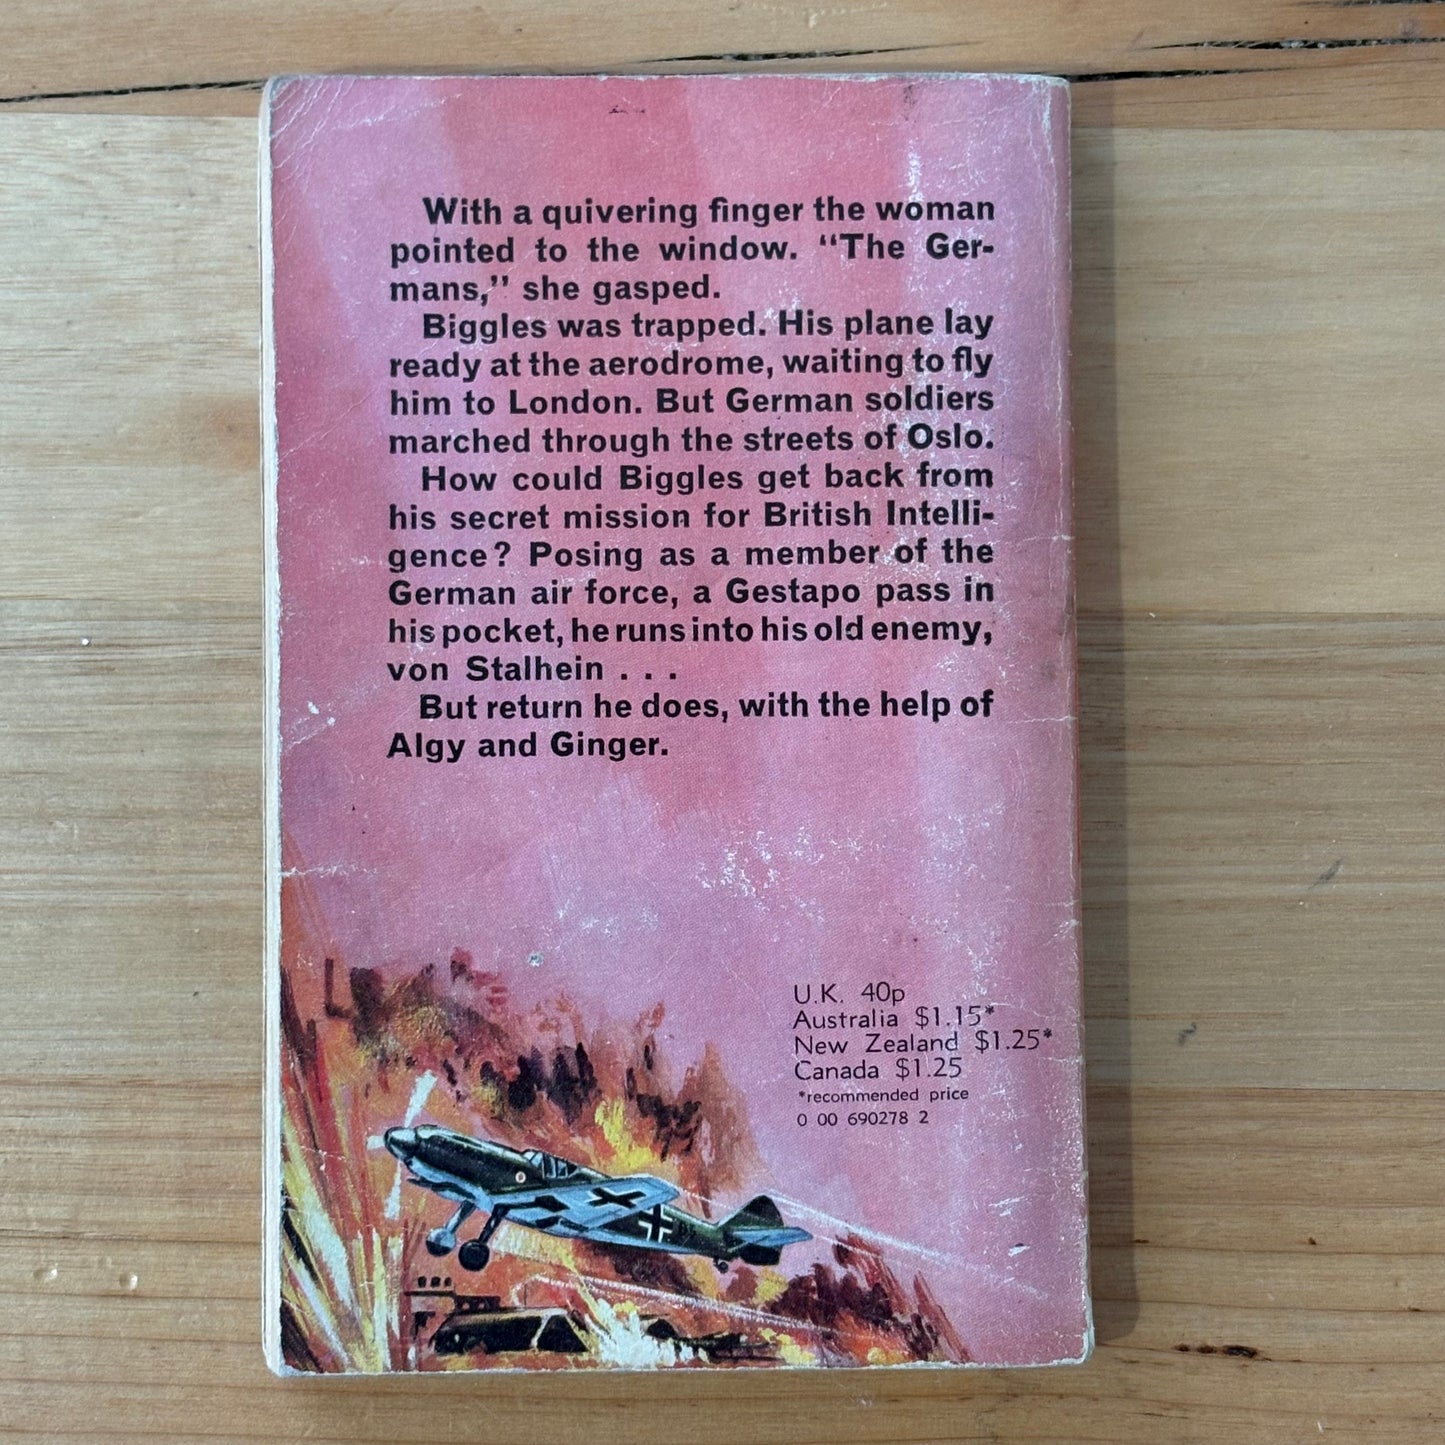 With a quivering finger the woman
pointed to the window. “The Ger-
mans,” she gasped.
Biggles was trapped. His plane lay
ready at the aerodrome, waiting to fly
him to London. But German soldiers
marched through the streets of Oslo.
How could Biggles get back from
his secret mission for British Intelli-
gence? Posing as a member of the
German air force, a Gestapo pass in
his pocket, he runs into his old enemy,
von Stalhein . . .
But return he does, with the help of
Algy and Ginger.
U.K. 40p
Australia $1.15*
New Zealand $1.25*
Canada $1.25
*recommended price
0 00 690278 2